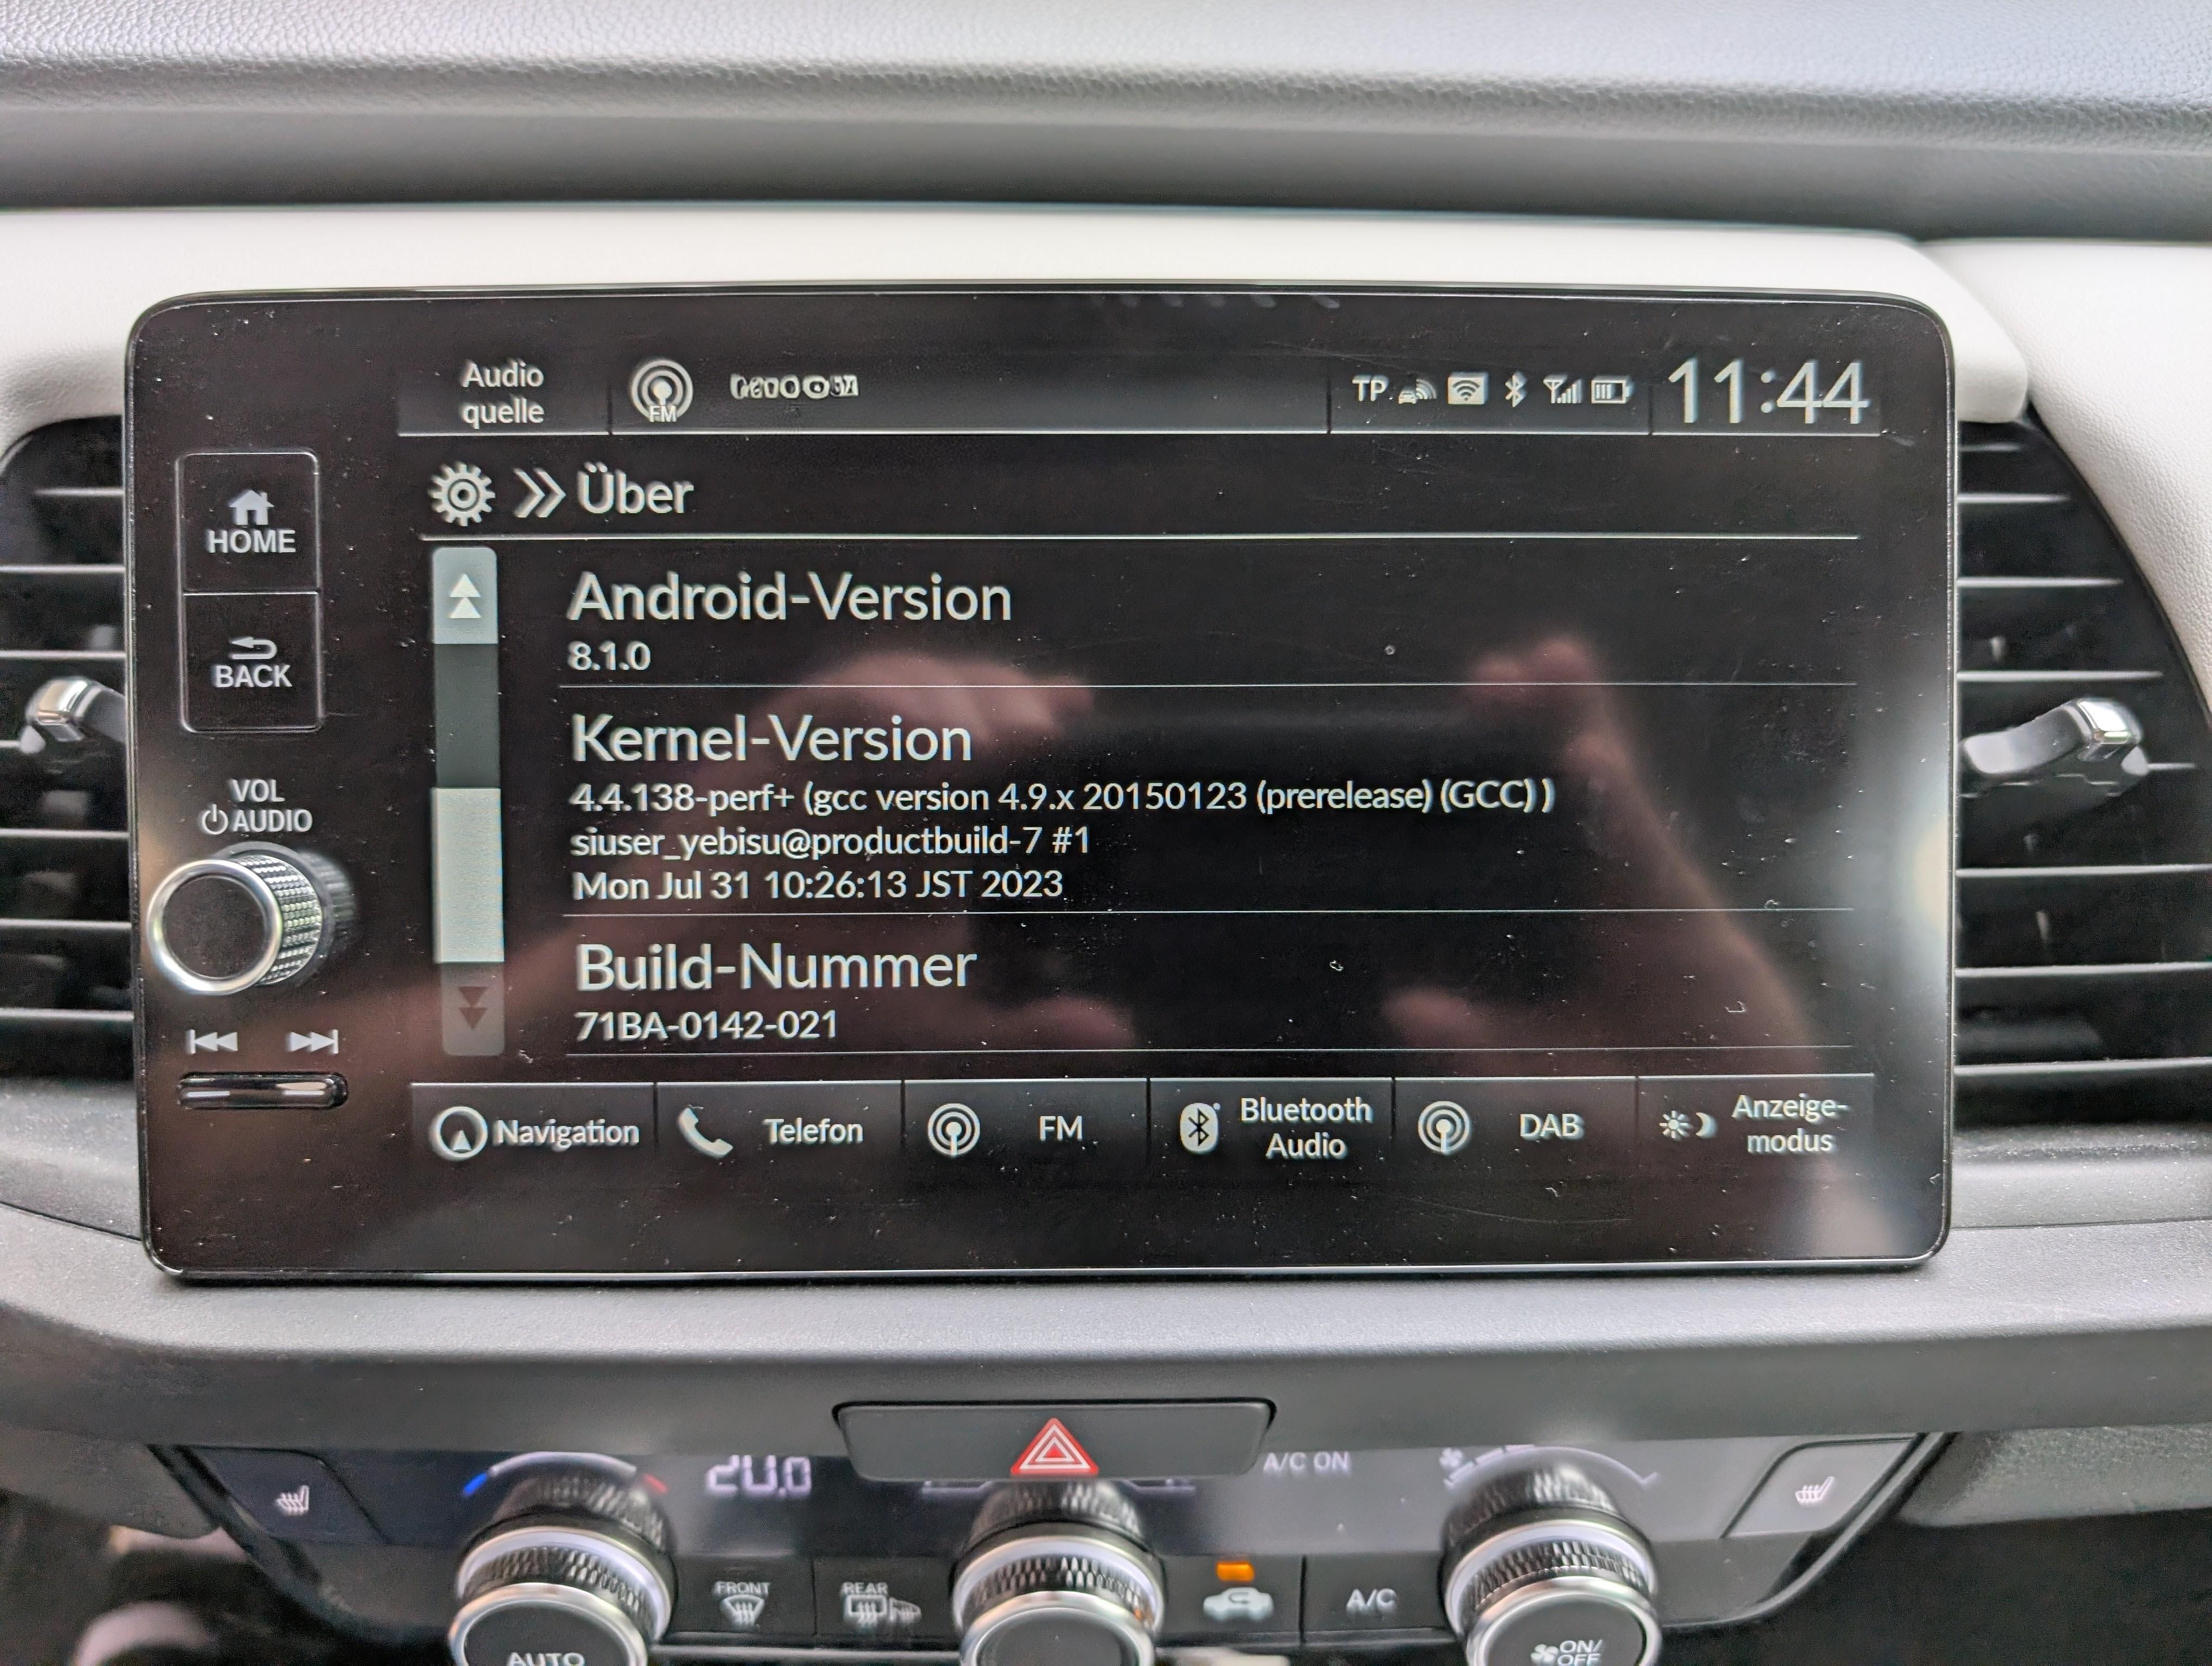 Audio
quelle
FM
TP
11:44
HOME
Über
Android-Version
8.1.0
BACK
Kernel-Version
4.4.138-perf+ (gcc version 4.9.x 20150123 (prerelease) (GCC) )
siuser_yebisu@productbuild-7 #1
Mon Jul 31 10:26:13 JST 2023
VOL
AUDIO
Build-Nummer
71BA-0142-021
Navigation
Telefon
FM
Bluetooth
Audio
DAB
Anzeige-
modus
20.0
A/C ON
FRONT
REAR
A/C
AUTO
ON/
OFF